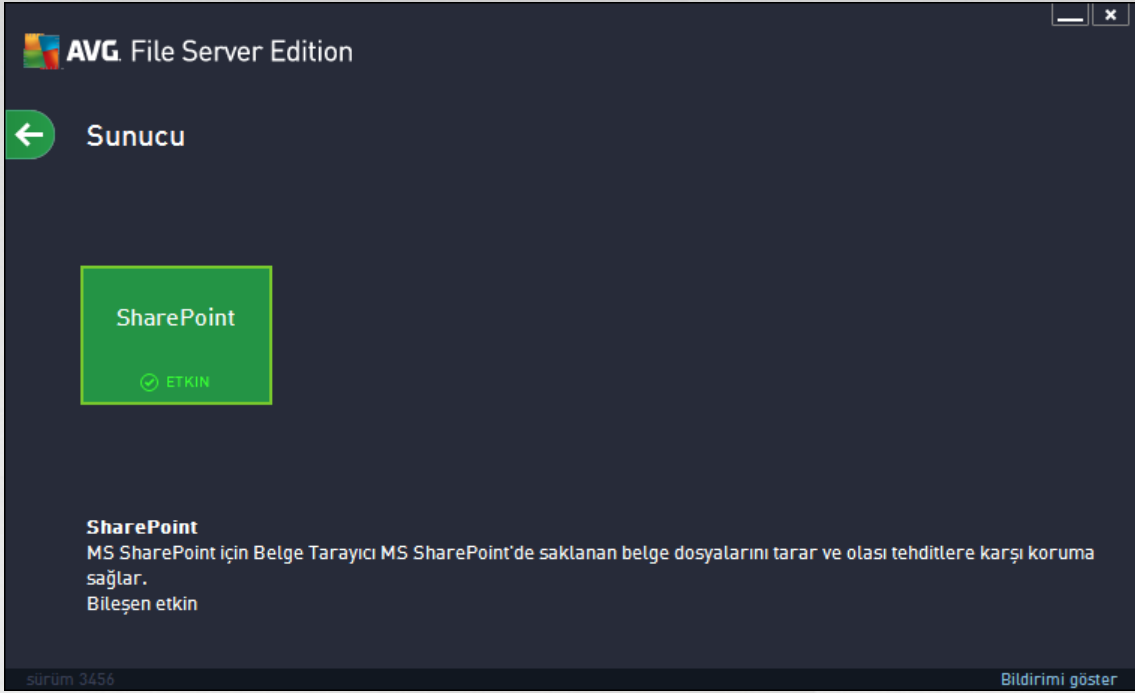 AVG. File Server Edition
Sunucu
SharePoint
ETKIN
SharePoint
MS SharePoint için Belge Tarayıcı MS SharePoint'de saklanan belge dosyalarını tarar ve olası tehditlere karşı koruma
sağlar.
Bileşen etkin
sürüm 3456
Bildirimi göster